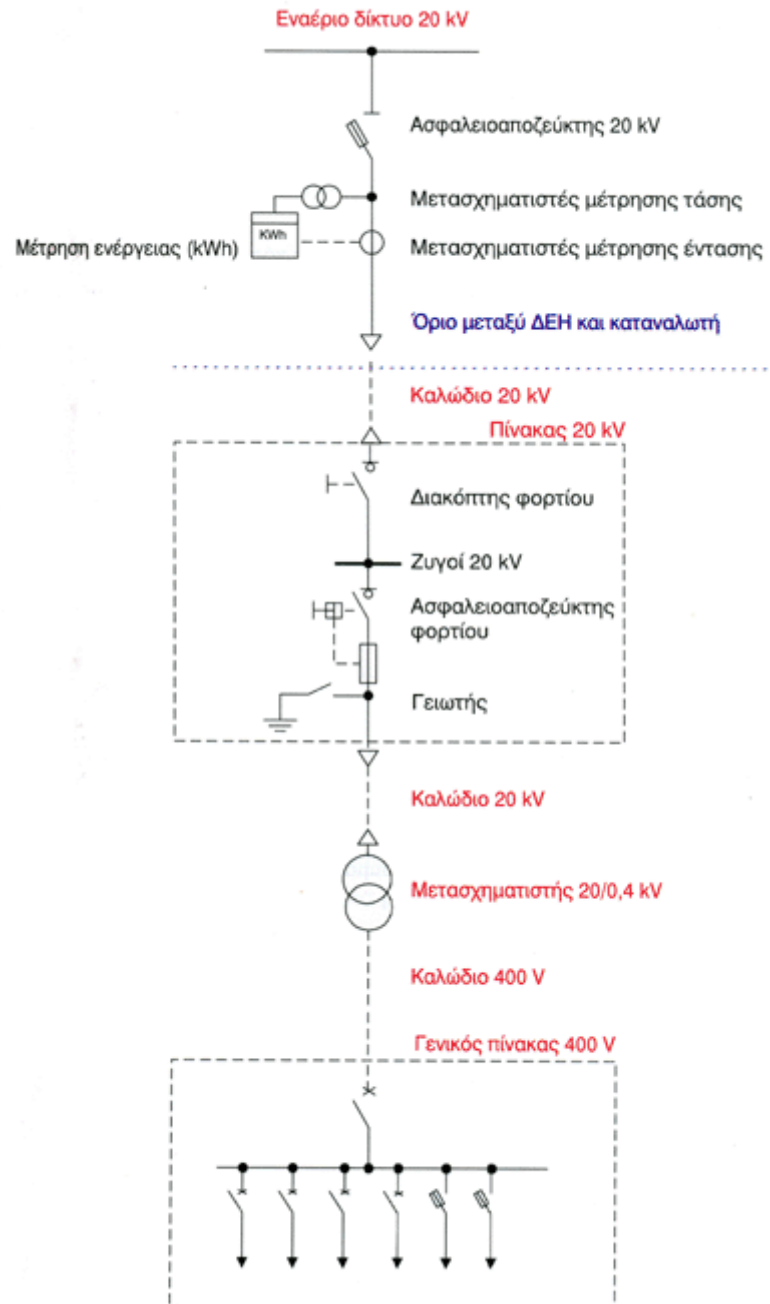 Εναέριο δίκτυο 20 kV
Ασφαλειοαποζεύκτης 20 kV
Μετασχηματιστές μέτρησης τάσης
KWh
Μέτρηση ενέργειας (kWh)
Μετασχηματιστές μέτρησης έντασης
Όριο μεταξύ ΔΕΗ και καταναλωτή
Καλώδιο 20 kV
Πίνακας 20 kV
Διακόπτης φορτίου
Ζυγοί 20 kV
Ασφαλειοαποζεύκτης
φορτίου
Γειωτής
Καλώδιο 20 kV
Μετασχηματιστής 20/0,4 kV
Καλώδιο 400 V
Γενικός πίνακας 400 V